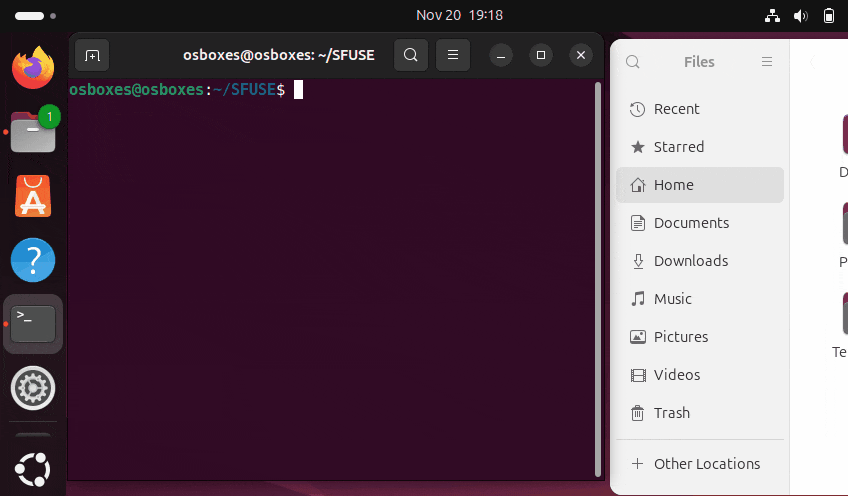 Nov 20 19:18
osboxes@osboxes: ~/SFUSE
osboxes@osboxes:~/SFUSE$
1
?
>_
Files
Recent
Starred
Home
Documents
Downloads
Music
Pictures
Videos
Trash
Other Locations
D
P
Te